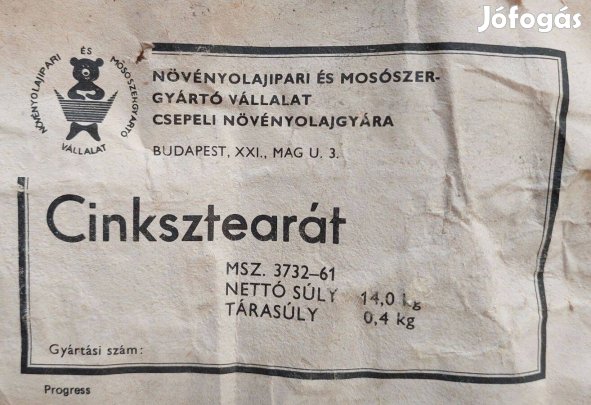 Jófogás
NÖVÉNYOLAJIPARI ÉS MOSÓSZERGYÁRTÓ
VÁLLALAT
NÖVÉNYOLAJIPARI ÉS MOSÓSZER-
GYÁRTÓ VÁLLALAT
CSEPELI NÖVÉNYOLAJGYÁRA
BUDAPEST, XXI., MAG U. 3.
Cinksztearát
MSZ. 3732–61
NETTÓ SÚLY 14,0 kg
TÁRASÚLY 0,4 kg
Gyártási szám:
Progress